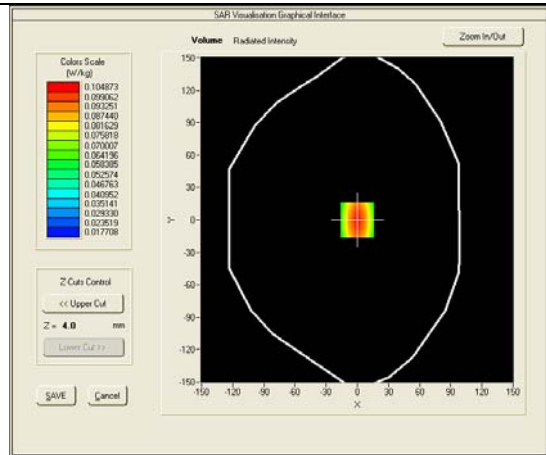 SAR Visualisation Graphical Interface
Volume Radiated Intensity
Zoom In/Out
Colors Scale
(W/kg)
0.104873
0.099062
0.093251
0.087440
0.081629
0.075818
0.070007
0.064196
0.058385
0.052574
0.046763
0.040952
0.035141
0.029330
0.023519
0.017708
Z Cuts Control
<< Upper Cut
Z = 4.0 mm
Lower Cut >>
SAVE Cancel
150-
120-
90-
60-
30-
0-
-30-
-60-
-90-
-120-
-150-
Y
-150 -120 -90 -60 -30 0 30 60 90 120 150
X